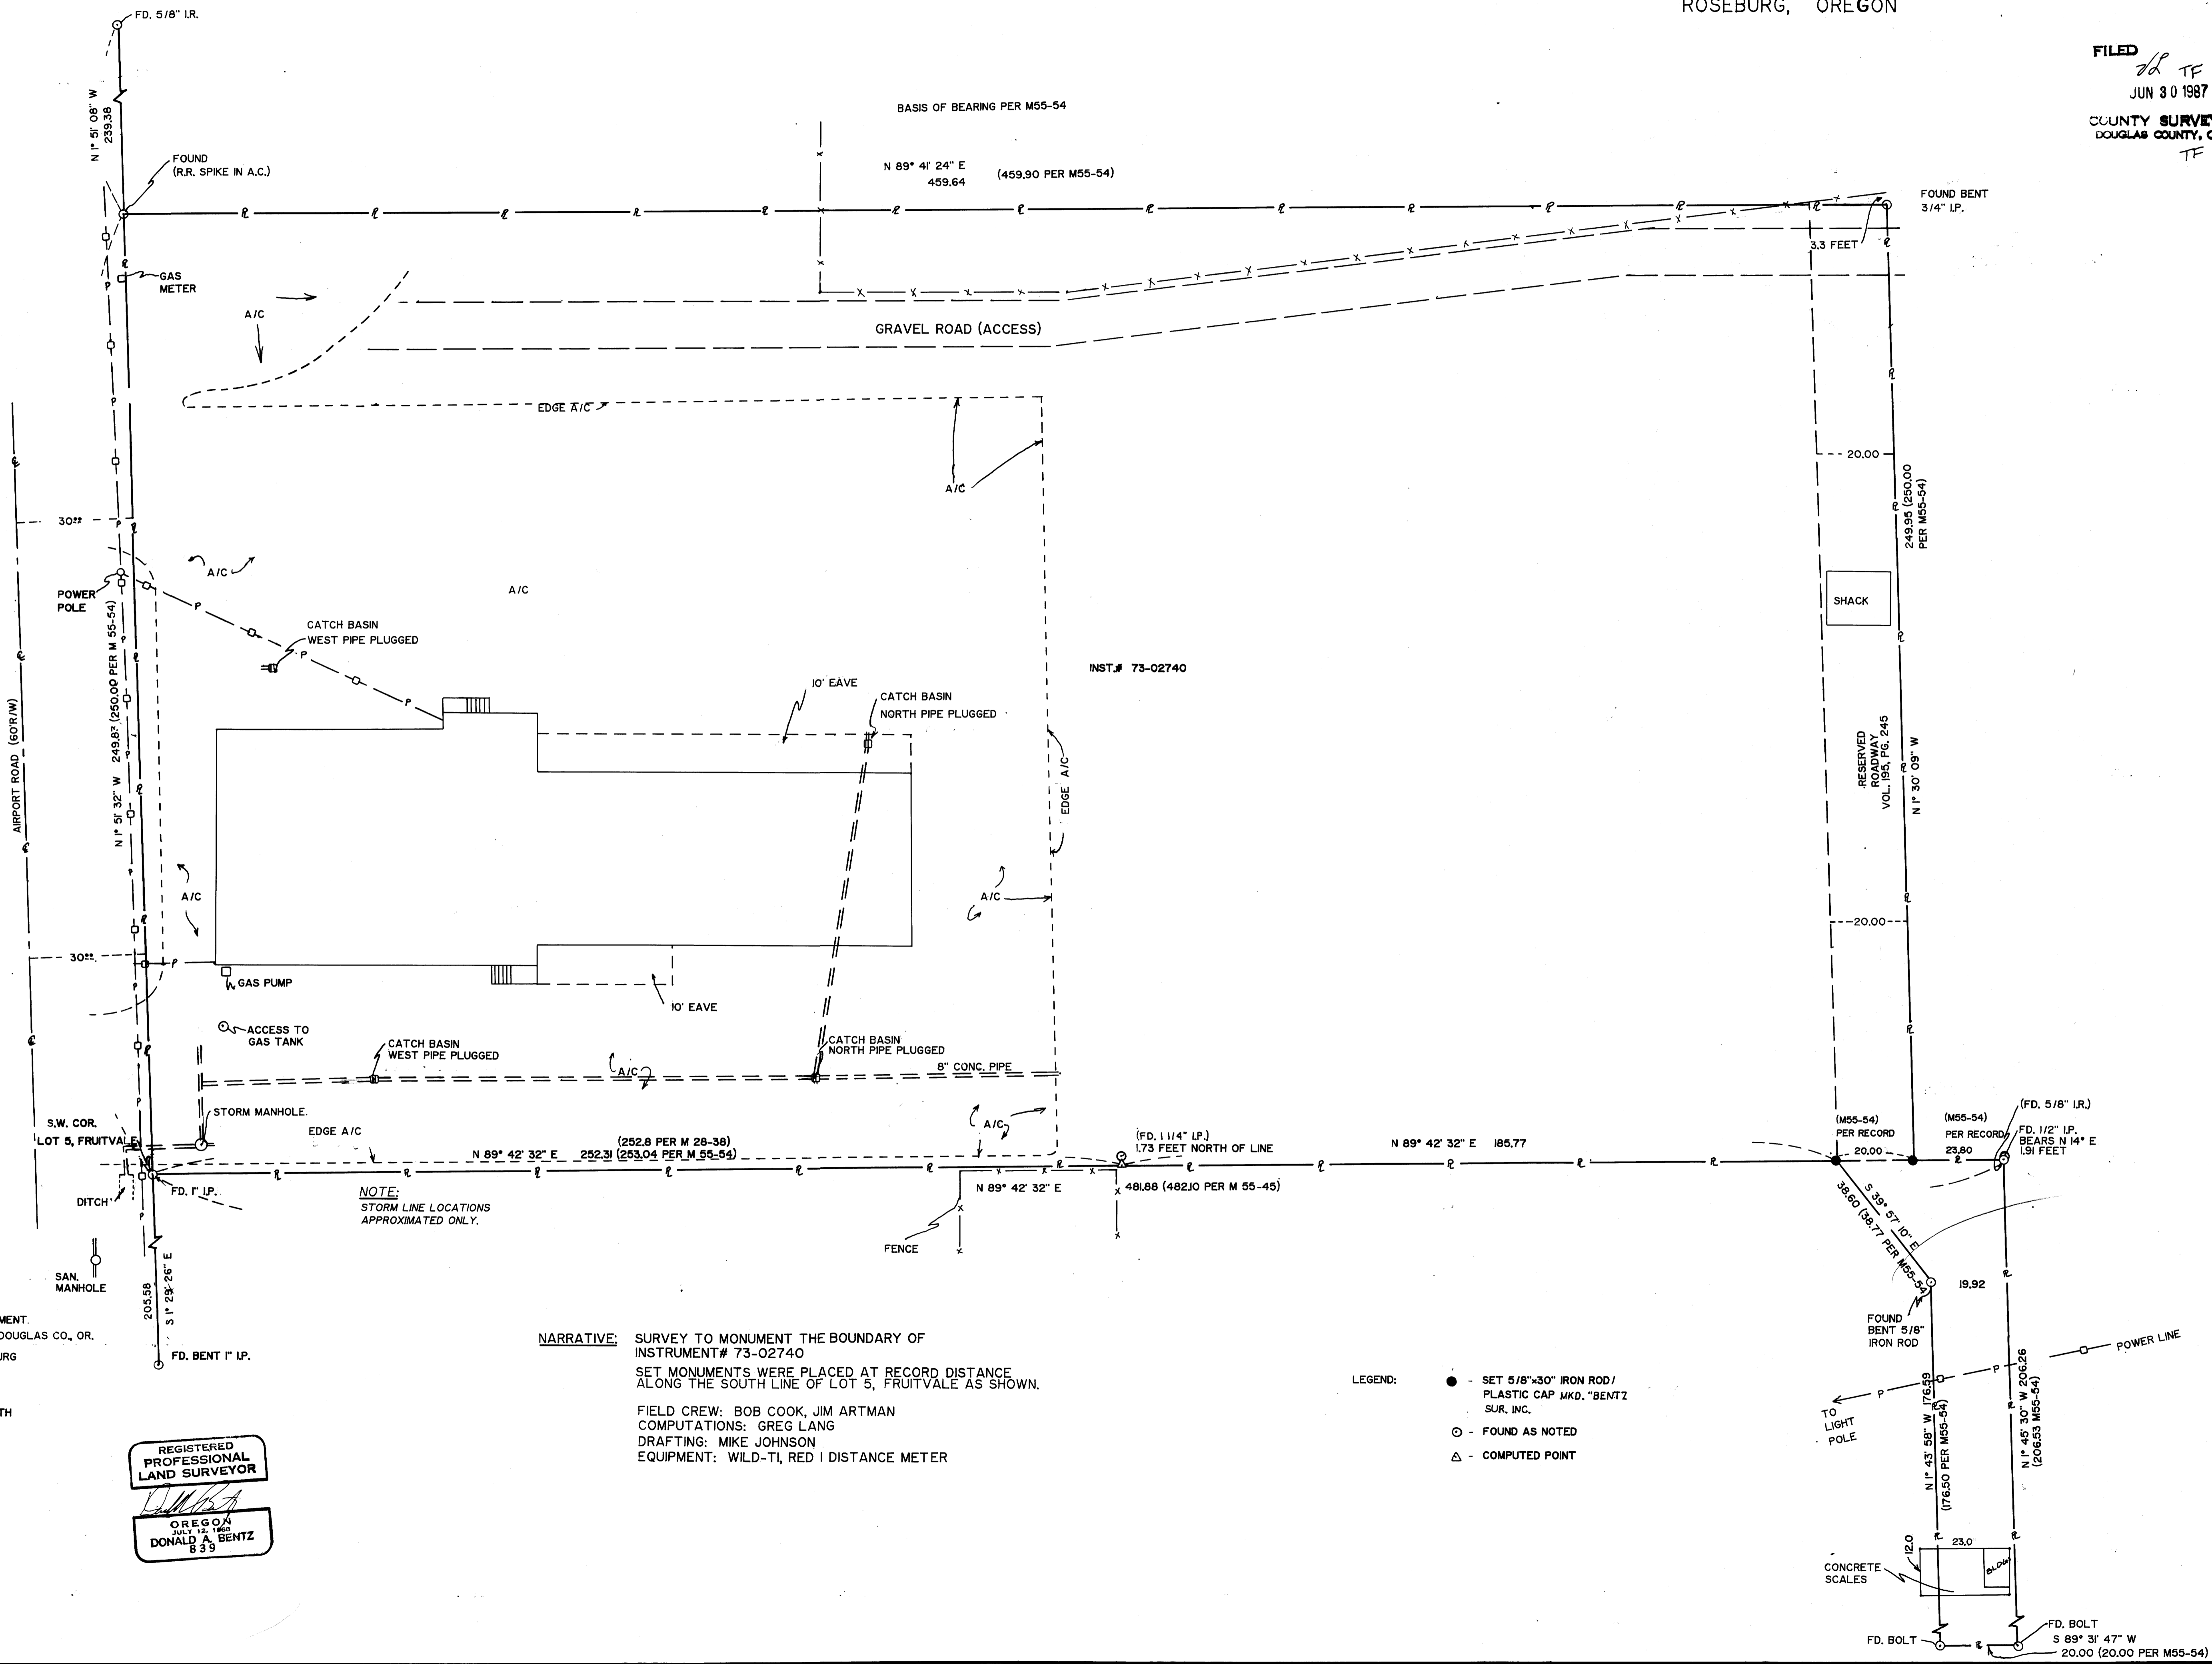 ROSEBURG, OREGON
FILED
TF
JUN 30 1987
COUNTY SURVE
DOUGLAS COUNTY, O
TF
FD. 5/8" I.R.
N 1° 51' 08" W
239.38
FOUND
(R.R. SPIKE IN A.C.)
BASIS OF BEARING PER M55-54
N 89° 41' 24" E
459.64
(459.90 PER M55-54)
FOUND BENT
3/4" I.P.
3.3 FEET
GAS
METER
A/C
GRAVEL ROAD (ACCESS)
EDGE A/C
A/C
20.00
249.95 (250.00
PER M55-54)
30.00
A/C
A/C
POWER
POLE
SHACK
CATCH BASIN
WEST PIPE PLUGGED
INST.# 73-02740
10' EAVE
CATCH BASIN
NORTH PIPE PLUGGED
AIRPORT ROAD (60'R/W)
N 1° 51' 32" W 249.87 (250.00 PER M 55-54)
EDGE A/C
RESERVED
ROADWAY
VOL. 195, PG. 245
N 1° 30' 09" W
A/C
A/C
20.00
30.00
GAS PUMP
10' EAVE
ACCESS TO
GAS TANK
CATCH BASIN
WEST PIPE PLUGGED
CATCH BASIN
NORTH PIPE PLUGGED
A/C
8" CONC. PIPE
STORM MANHOLE.
S.W. COR.
LOT 5, FRUITVALE
EDGE A/C
A/C
(252.8 PER M 28-38)
N 89° 42' 32" E 252.31 (253.04 PER M 55-54)
(FD. 1 1/4" I.P.)
1.73 FEET NORTH OF LINE
N 89° 42' 32" E 185.77
(M55-54)
PER RECORD
20.00
(M55-54)
PER RECORD
23.80
(FD. 5/8" I.R.)
FD. 1/2" I.P.
BEARS N 14° E
1.91 FEET
DITCH
FD. 1" I.P.
NOTE:
STORM LINE LOCATIONS
APPROXIMATED ONLY.
N 89° 42' 32" E
481.88 (482.10 PER M 55-45)
FENCE
S 39° 57' 10" E
38.60 (38.77 PER M55-54)
19.92
FOUND
BENT 5/8"
IRON ROD
SAN.
MANHOLE
205.58
S 1° 29' 26" E
FD. BENT 1" I.P.
MENT.
DOUGLAS CO., OR.
URG
TH
NARRATIVE: SURVEY TO MONUMENT THE BOUNDARY OF
INSTRUMENT# 73-02740
SET MONUMENTS WERE PLACED AT RECORD DISTANCE
ALONG THE SOUTH LINE OF LOT 5, FRUITVALE AS SHOWN.
FIELD CREW: BOB COOK, JIM ARTMAN
COMPUTATIONS: GREG LANG
DRAFTING: MIKE JOHNSON
EQUIPMENT: WILD-T1, RED 1 DISTANCE METER
LEGEND:
- SET 5/8"x30" IRON ROD/
PLASTIC CAP MKD. "BENTZ
SUR. INC.
- FOUND AS NOTED
- COMPUTED POINT
POWER LINE
TO
LIGHT
POLE
N 1° 43' 58" W 176.59
(176.50 PER M55-54)
N 1° 45' 30" W 206.26
(206.53 M55-54)
12.0
23.0
BLDG
CONCRETE
SCALES
FD. BOLT
FD. BOLT
S 89° 31' 47" W
20.00 (20.00 PER M55-54)
REGISTERED
PROFESSIONAL
LAND SURVEYOR
OREGON
JULY 12, 1968
DONALD A. BENTZ
839